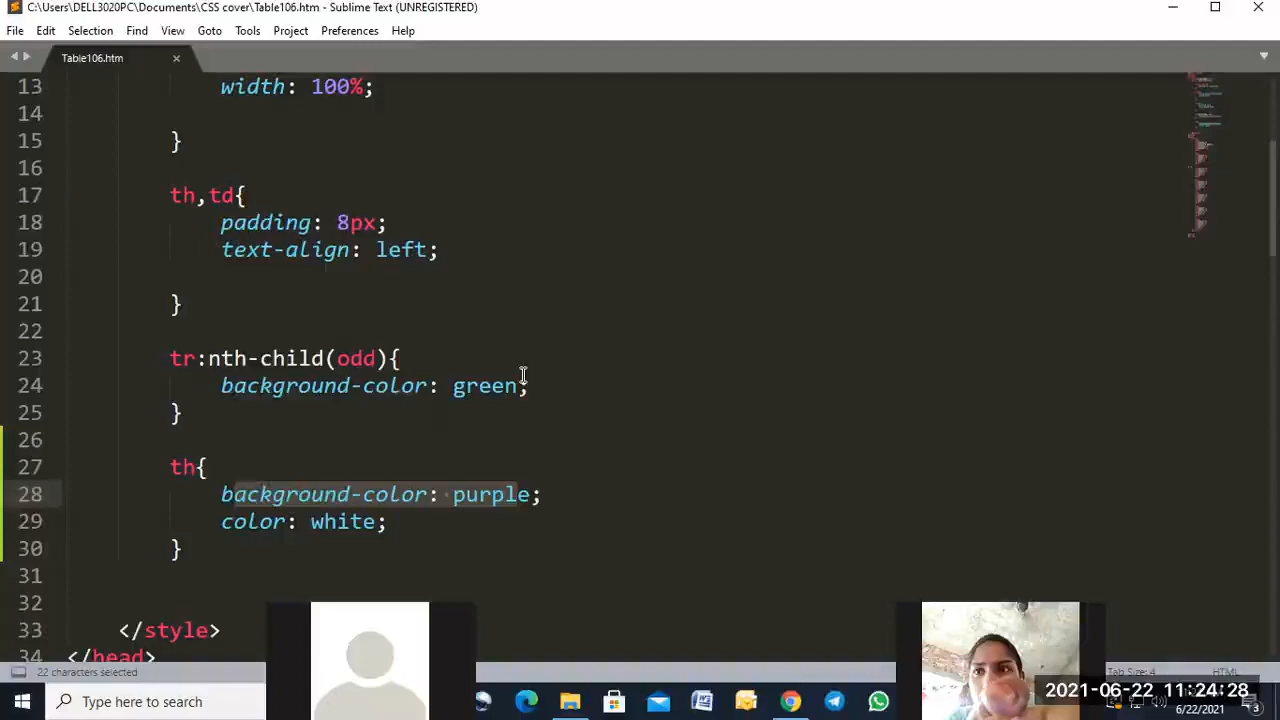 C:\Users\DELL3020PC\Documents\CSS cover\Table106.htm - Sublime Text (UNREGISTERED)
File Edit Selection Find View Goto Tools Project Preferences Help
Table106.htm
13 width: 100%;
14
15 }
16
17 th,td{
18 padding: 8px;
19 text-align: left;
20
21 }
22
23 tr:nth-child(odd){
24 background-color: green;
25 }
26
27 th{
28 background-color: purple;
29 color: white;
30 }
31
32
33 </style>
34 </head>
22 characters selected
Tab Size: 4 HTML
2021-06-22 11:24:28
Type here to search
6/22/2021
3